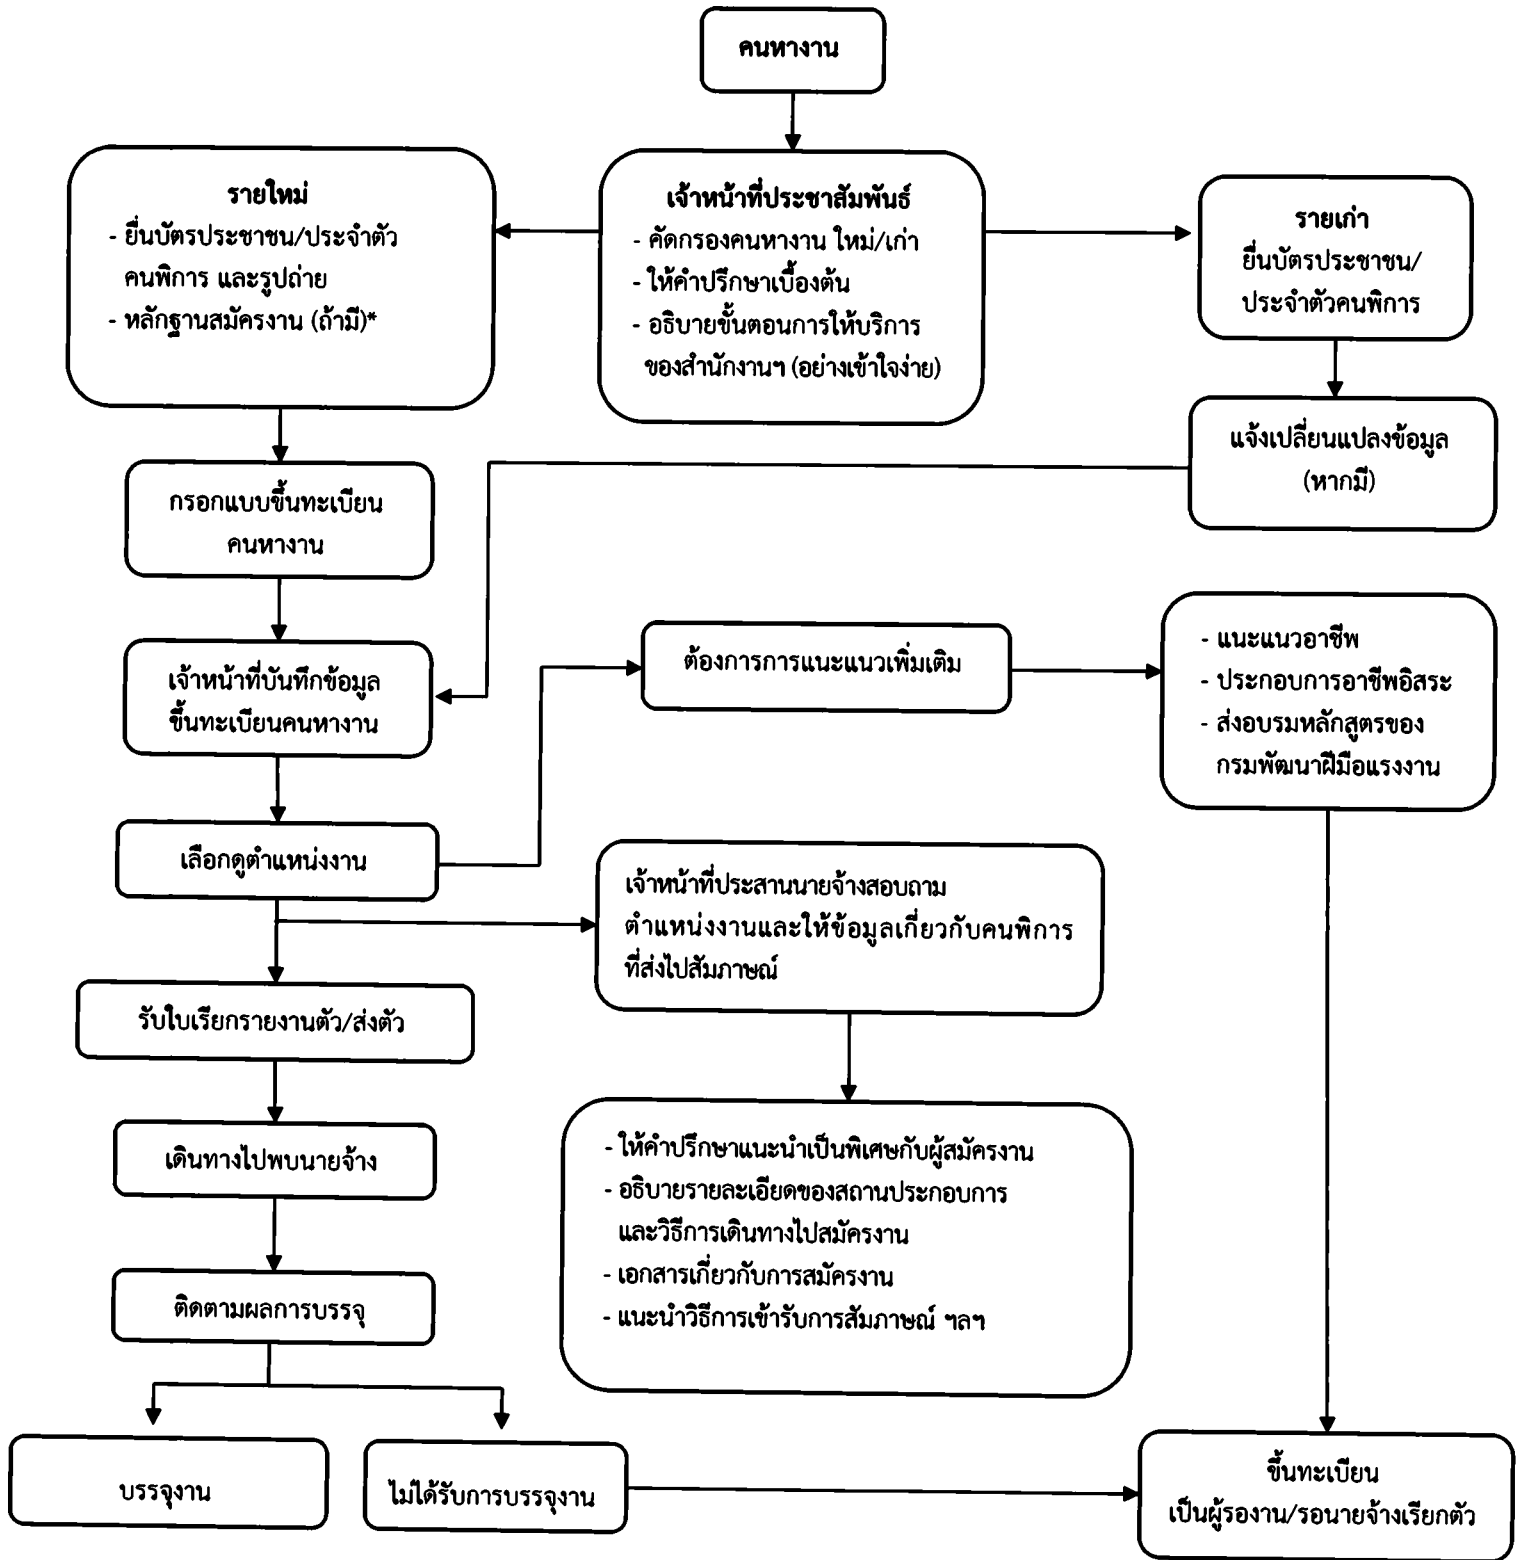 คนหางาน
รายใหม่
- ยื่นบัตรประชาชน/ประจำตัว
คนพิการ และรูปถ่าย
- หลักฐานสมัครงาน (ถ้ามี)*
เจ้าหน้าที่ประชาสัมพันธ์
- คัดกรองคนหางาน ใหม่/เก่า
- ให้คำปรึกษาเบื้องต้น
- อธิบายขั้นตอนการให้บริการ
ของสำนักงานฯ (อย่างเข้าใจง่าย)
รายเก่า
ยื่นบัตรประชาชน/
ประจำตัวคนพิการ
แจ้งเปลี่ยนแปลงข้อมูล
(หากมี)
กรอกแบบขึ้นทะเบียน
คนหางาน
เจ้าหน้าที่บันทึกข้อมูล
ขึ้นทะเบียนคนหางาน
ต้องการการแนะแนวเพิ่มเติม
- แนะแนวอาชีพ
- ประกอบการอาชีพอิสระ
- ส่งอบรมหลักสูตรของ
กรมพัฒนาฝีมือแรงงาน
เลือกดูตำแหน่งงาน
เจ้าหน้าที่ประสานนายจ้างสอบถาม
ตำแหน่งงานและให้ข้อมูลเกี่ยวกับคนพิการ
ที่ส่งไปสัมภาษณ์
รับใบเรียกรายงานตัว/ส่งตัว
เดินทางไปพบนายจ้าง
- ให้คำปรึกษาแนะนำเป็นพิเศษกับผู้สมัครงาน
- อธิบายรายละเอียดของสถานประกอบการ
และวิธีการเดินทางไปสมัครงาน
- เอกสารเกี่ยวกับการสมัครงาน
- แนะนำวิธีการเข้ารับการสัมภาษณ์ ฯลฯ
ติดตามผลการบรรจุ
บรรจุงาน
ไม่ได้รับการบรรจุงาน
ขึ้นทะเบียน
เป็นผู้รองาน/รอนายจ้างเรียกตัว